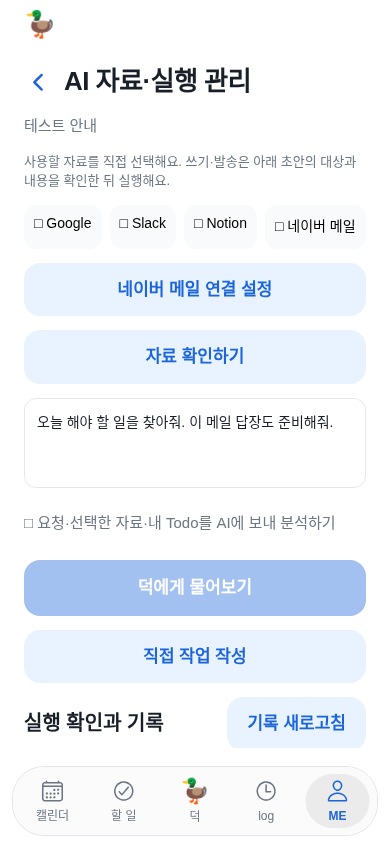 AI 자료·실행 관리
테스트 안내
사용할 자료를 직접 선택해요. 쓰기·발송은 아래 초안의 대상과
내용을 확인한 뒤 실행해요.
□ Google □ Slack □ Notion □ 네이버 메일
네이버 메일 연결 설정
자료 확인하기
오늘 해야 할 일을 찾아줘. 이 메일 답장도 준비해줘.
□ 요청·선택한 자료·내 Todo를 AI에 보내 분석하기
덕에게 물어보기
직접 작업 작성
실행 확인과 기록
기록 새로고침
캘린더 할 일 덕 log ME